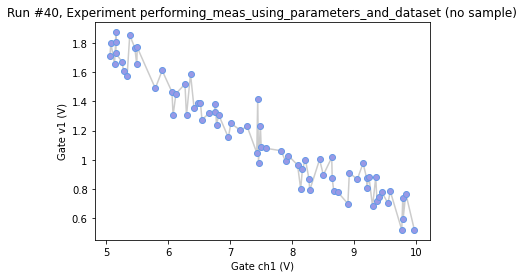 Run #40, Experiment performing_meas_using_parameters_and_dataset (no sample)
Gate v1 (V)
1.8
1.6
1.4
1.2
1
0.8
0.6
5 6 7 8 9 10
Gate ch1 (V)